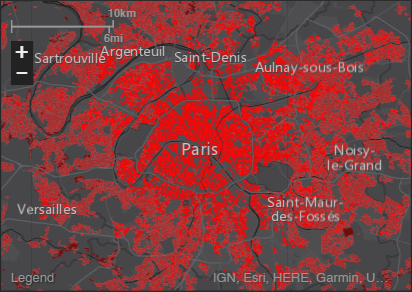 10km
6mi
+
−
Sartrouville
Argenteuil
Saint-Denis
Aulnay-sous-Bois
Paris
Noisy-
le-Grand
Saint-Maur-
des-Fossés
Versailles
Legend
IGN, Esri, HERE, Garmin, U...